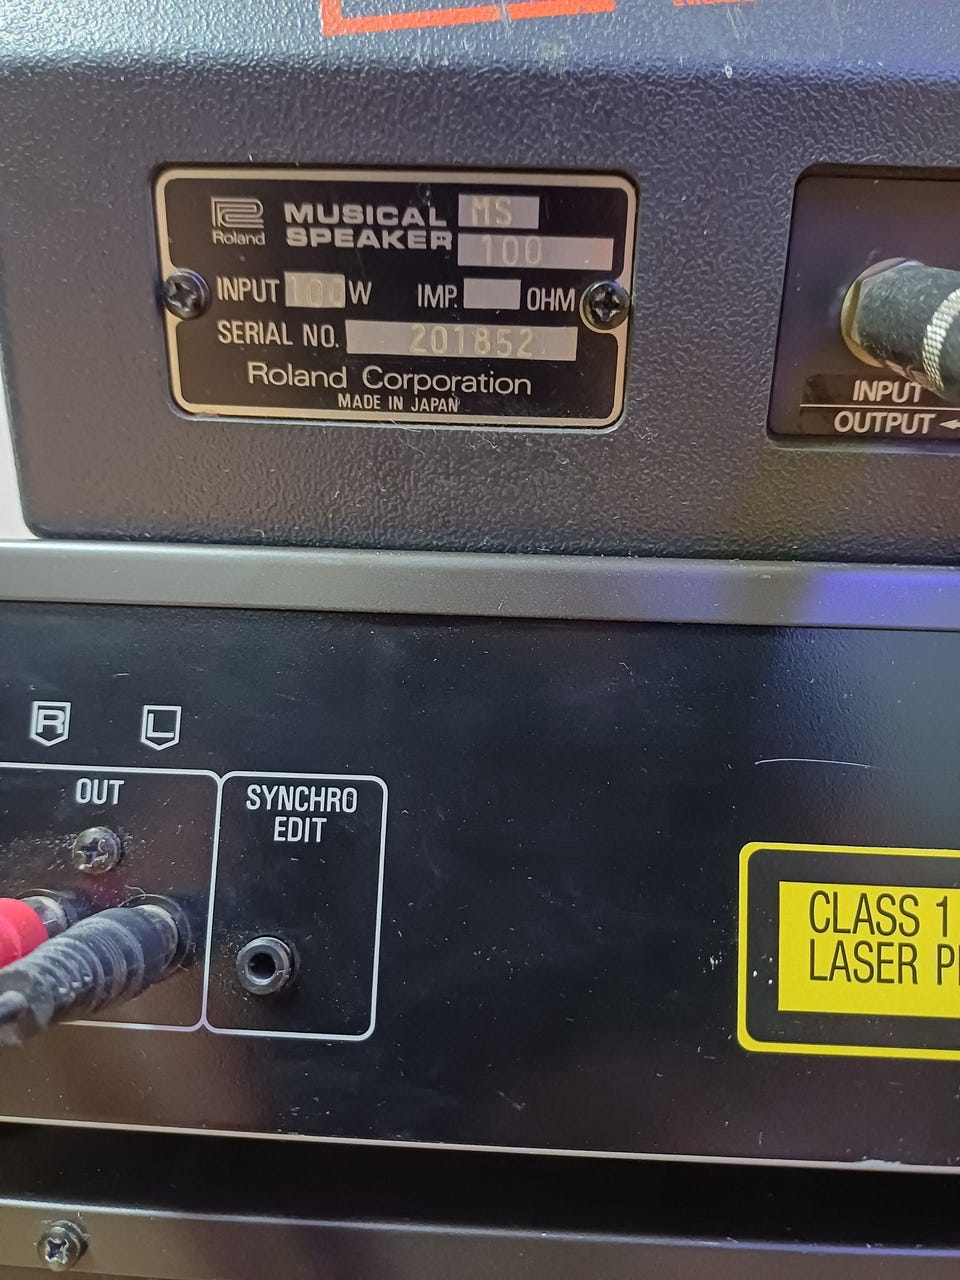 Roland
MUSICAL MS
SPEAKER 100
INPUT 100 W IMP. OHM
SERIAL NO. 201852
Roland Corporation
MADE IN JAPAN
INPUT
OUTPUT
R L
OUT
SYNCHRO
EDIT
CLASS 1
LASER